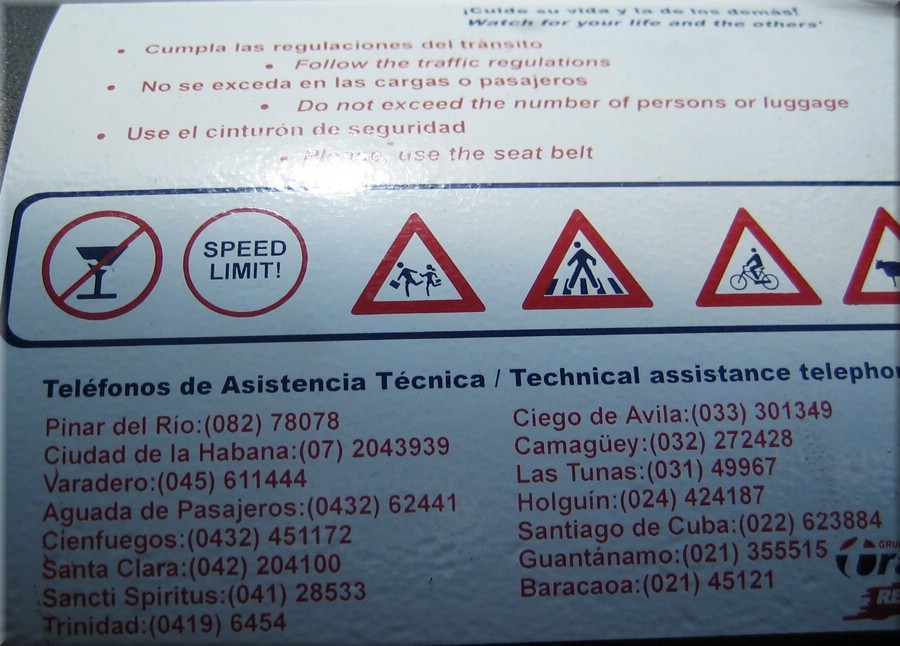 ¡Cuide su vida y la de los demás!
Watch for your life and the others'
• Cumpla las regulaciones del tránsito
• Follow the traffic regulations
• No se exceda en las cargas o pasajeros
• Do not exceed the number of persons or luggage
• Use el cinturón de seguridad
• Please, use the seat belt
SPEED
LIMIT!
Teléfonos de Asistencia Técnica / Technical assistance telepho
Pinar del Río:(082) 78078
Ciudad de la Habana:(07) 2043939
Varadero:(045) 611444
Aguada de Pasajeros:(0432) 62441
Cienfuegos:(0432) 451172
Santa Clara:(042) 204100
Sancti Spiritus:(041) 28533
Trinidad:(0419) 6454
Ciego de Avila:(033) 301349
Camagüey:(032) 272428
Las Tunas:(031) 49967
Holguín:(024) 424187
Santiago de Cuba:(022) 623884
Guantánamo:(021) 355515
Baracaoa:(021) 45121
GRU
Tra
RE